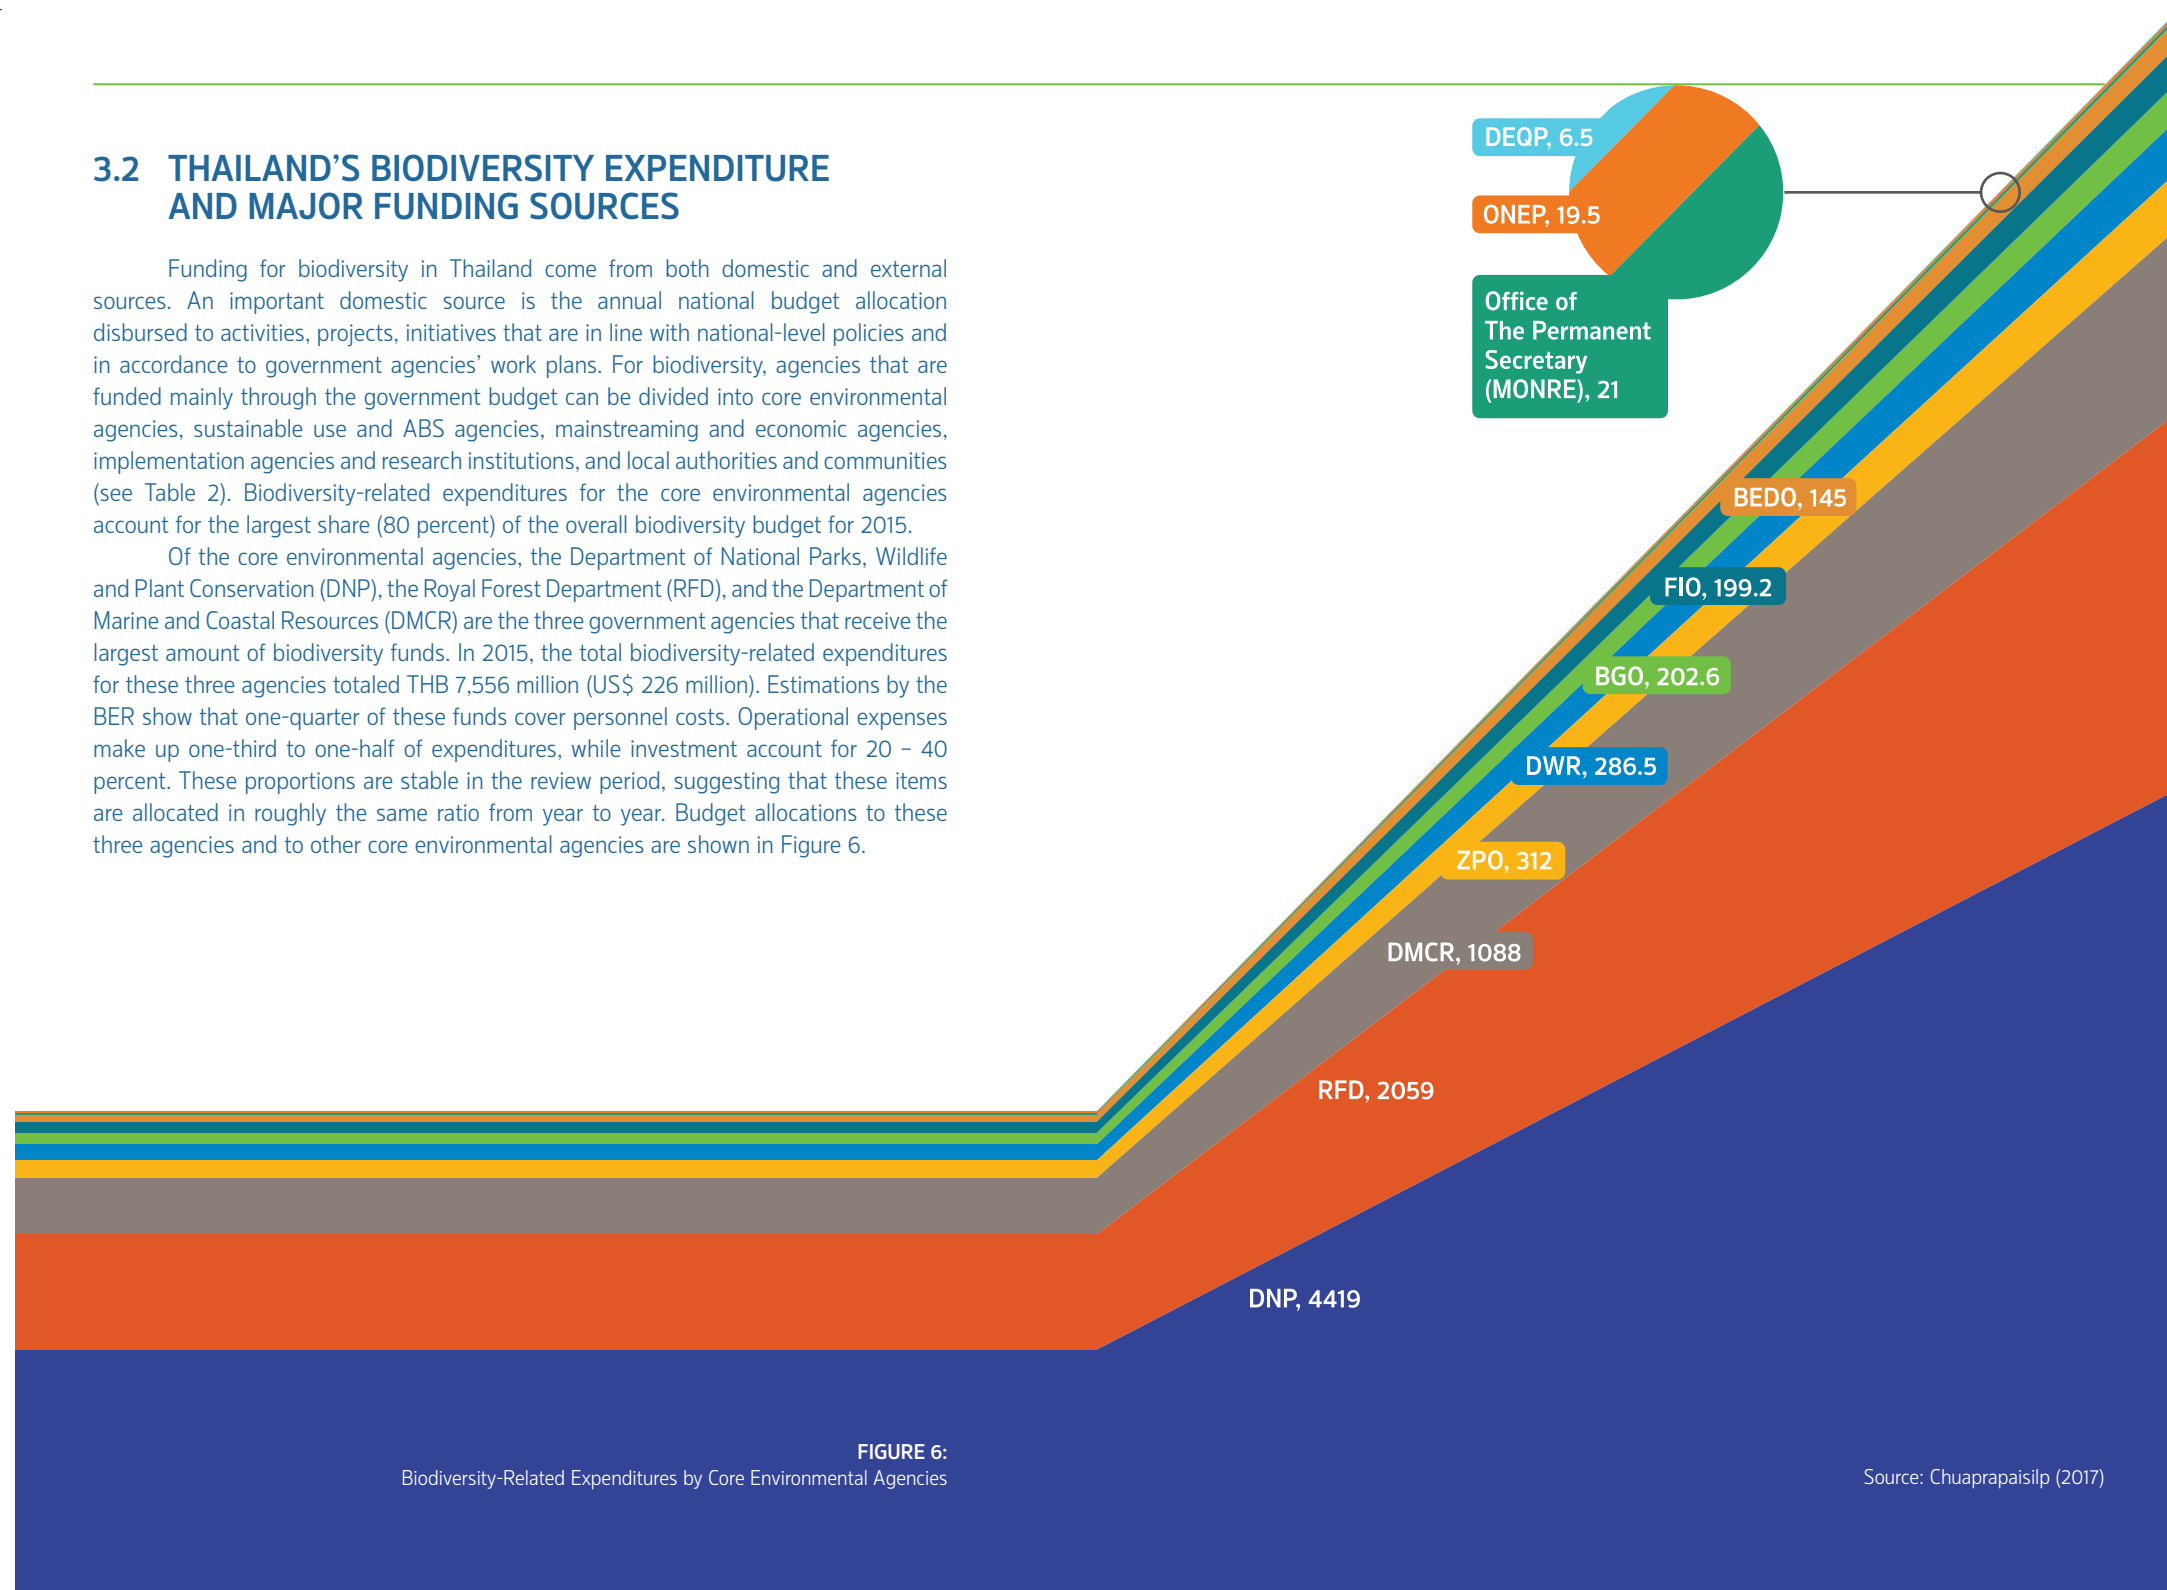 3.2 THAILAND’S BIODIVERSITY EXPENDITURE
AND MAJOR FUNDING SOURCES
Funding for biodiversity in Thailand come from both domestic and external
sources. An important domestic source is the annual national budget allocation
disbursed to activities, projects, initiatives that are in line with national-level policies and
in accordance to government agencies’ work plans. For biodiversity, agencies that are
funded mainly through the government budget can be divided into core environmental
agencies, sustainable use and ABS agencies, mainstreaming and economic agencies,
implementation agencies and research institutions, and local authorities and communities
(see Table 2). Biodiversity-related expenditures for the core environmental agencies
account for the largest share (80 percent) of the overall biodiversity budget for 2015.
Of the core environmental agencies, the Department of National Parks, Wildlife
and Plant Conservation (DNP), the Royal Forest Department (RFD), and the Department of
Marine and Coastal Resources (DMCR) are the three government agencies that receive the
largest amount of biodiversity funds. In 2015, the total biodiversity-related expenditures
for these three agencies totaled THB 7,556 million (US$ 226 million). Estimations by the
BER show that one-quarter of these funds cover personnel costs. Operational expenses
make up one-third to one-half of expenditures, while investment account for 20 – 40
percent. These proportions are stable in the review period, suggesting that these items
are allocated in roughly the same ratio from year to year. Budget allocations to these
three agencies and to other core environmental agencies are shown in Figure 6.
DEQP, 6.5
ONEP, 19.5
Office of
The Permanent
Secretary
(MONRE), 21
BEDO, 145
FIO, 199.2
BGO, 202.6
DWR, 286.5
ZPO, 312
DMCR, 1088
RFD, 2059
DNP, 4419
FIGURE 6:
Biodiversity-Related Expenditures by Core Environmental Agencies
Source: Chuaprapaisilp (2017)